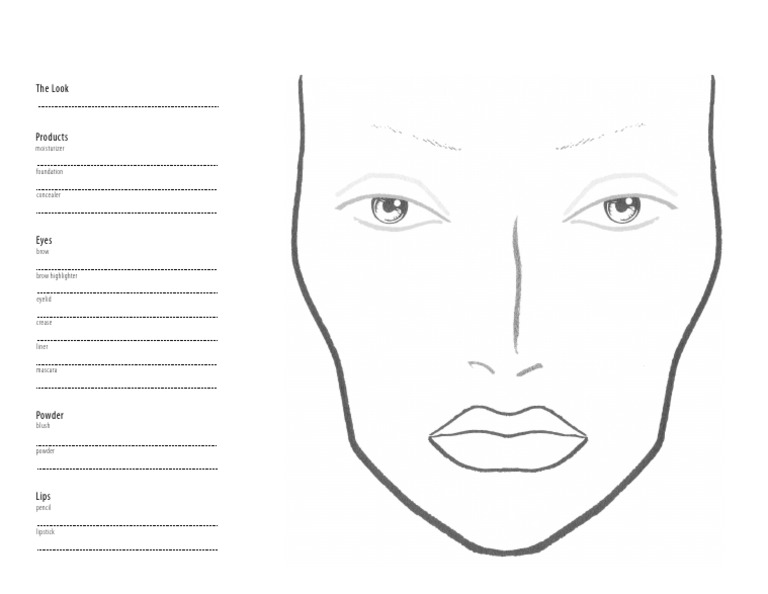 The Look
Products
moisturizer
foundation
concealer
Eyes
brow
brow highlighter
eyelid
crease
liner
mascara
Powder
blush
powder
Lips
pencil
lipstick